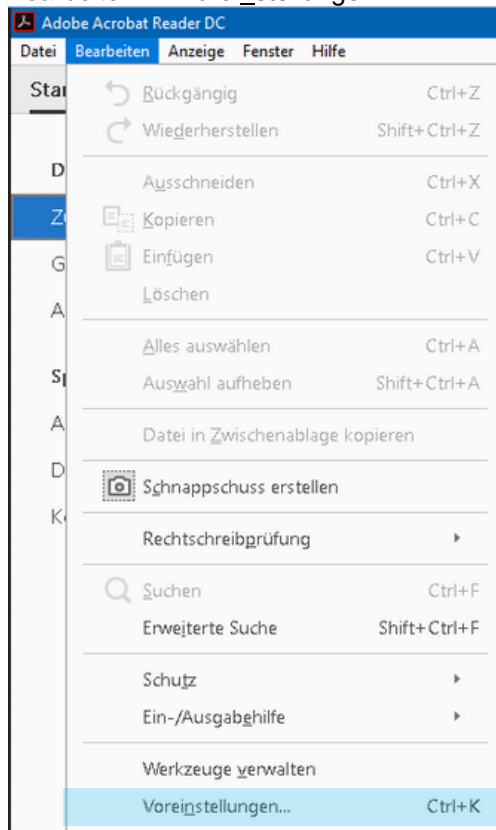 Adobe Acrobat Reader DC
Datei Bearbeiten Anzeige Fenster Hilfe
Rückgängig Ctrl+Z
Wiederherstellen Shift+Ctrl+Z
Ausschneiden Ctrl+X
Kopieren Ctrl+C
Einfügen Ctrl+V
Löschen
Alles auswählen Ctrl+A
Auswahl aufheben Shift+Ctrl+A
Datei in Zwischenablage kopieren
Schnappschuss erstellen
Rechtschreibprüfung
Suchen Ctrl+F
Erweiterte Suche Shift+Ctrl+F
Schutz
Ein-/Ausgabehilfe
Werkzeuge verwalten
Voreinstellungen... Ctrl+K